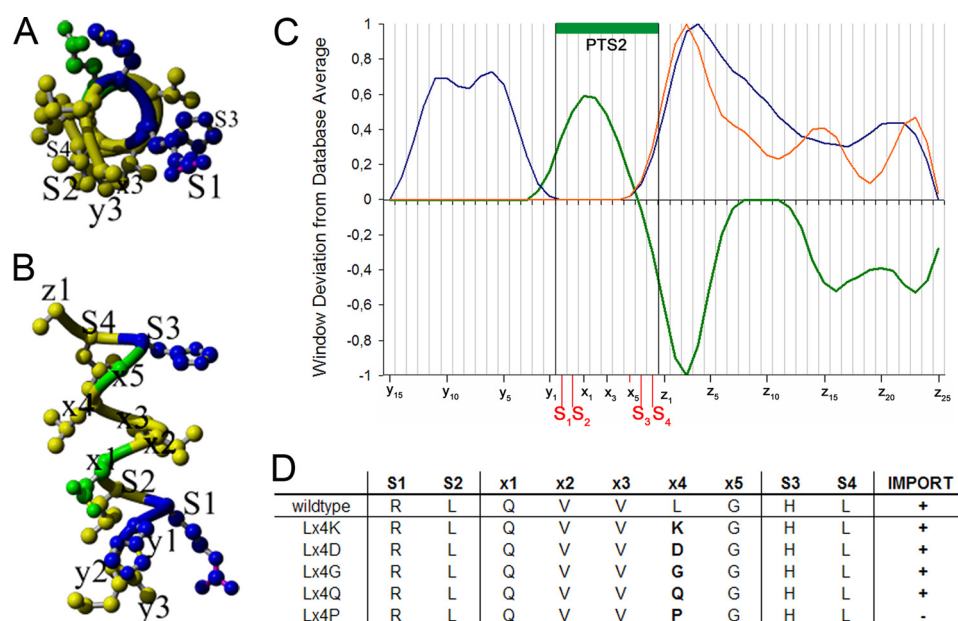 A
S3
S4
S2
x3
S1
y3
B
z1
S4
S3
x5
x4
x3
x2
x1
S2
S1
y1
y2
y3
C
Window Deviation from Database Average
1
0,8
0,6
0,4
0,2
0
-0,2
-0,4
-0,6
-0,8
-1
PTS2
y15 y10 y5 y1 x1 x3 x5 z1 z5 z10 z15 z20 z25
S1 S2 S3 S4
D
S1 S2 x1 x2 x3 x4 x5 S3 S4 IMPORT
wildtype R L Q V V L G H L +
Lx4K R L Q V V K G H L +
Lx4D R L Q V V D G H L +
Lx4G R L Q V V G G H L +
Lx4Q R L Q V V Q G H L +
Lx4P R L Q V V P G H L -